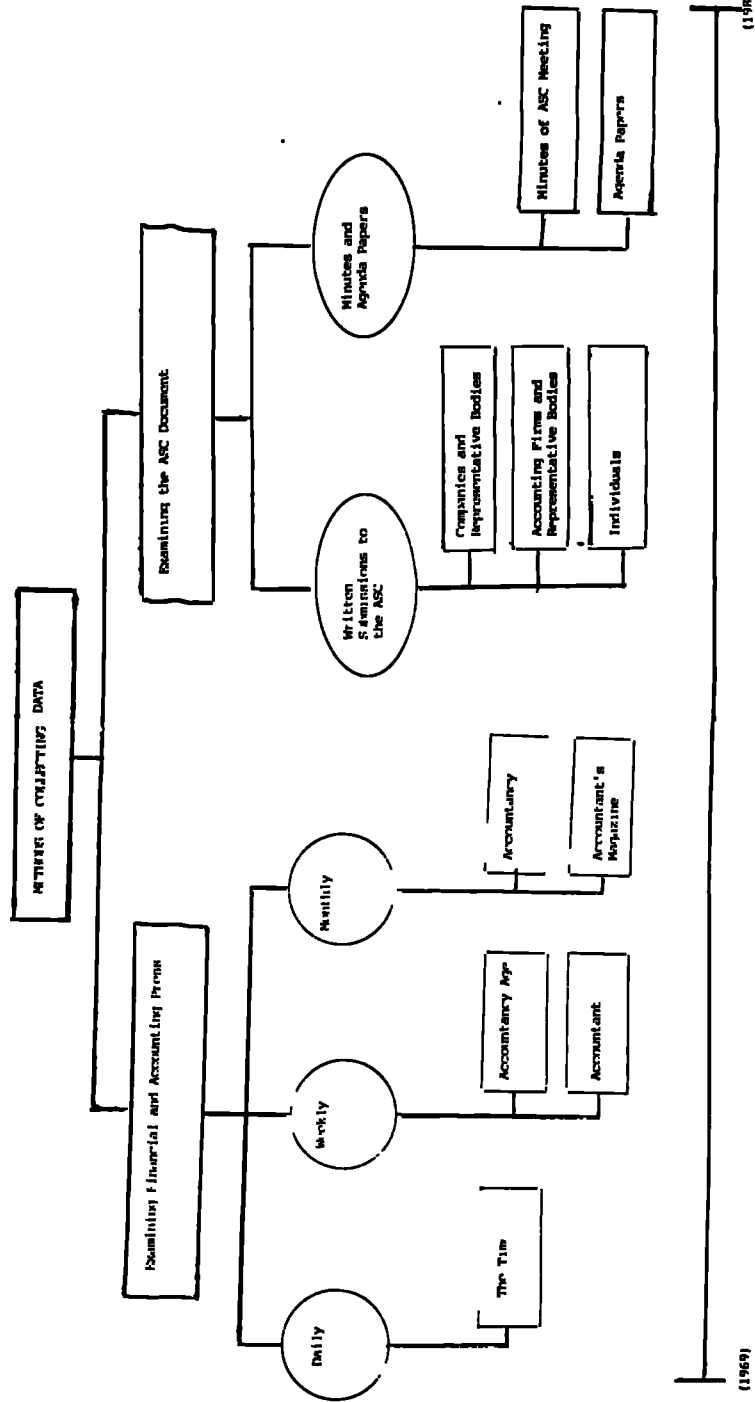 METHODS OF COLLECTING DATA
Examining Financial and Accounting Press
Examining the ASC Document
Daily
Weekly
Monthly
Written
Submissions to
the ASC
Minutes and
Agenda Papers
The Tim
Accountancy Age
Accountant
Accountancy
Accountant's
Magazine
Companies and
Representative Bodies
Accounting Firms and
Representative Bodies
Individuals
Minutes of ASC Meeting
Agenda Papers
(1969)
(198